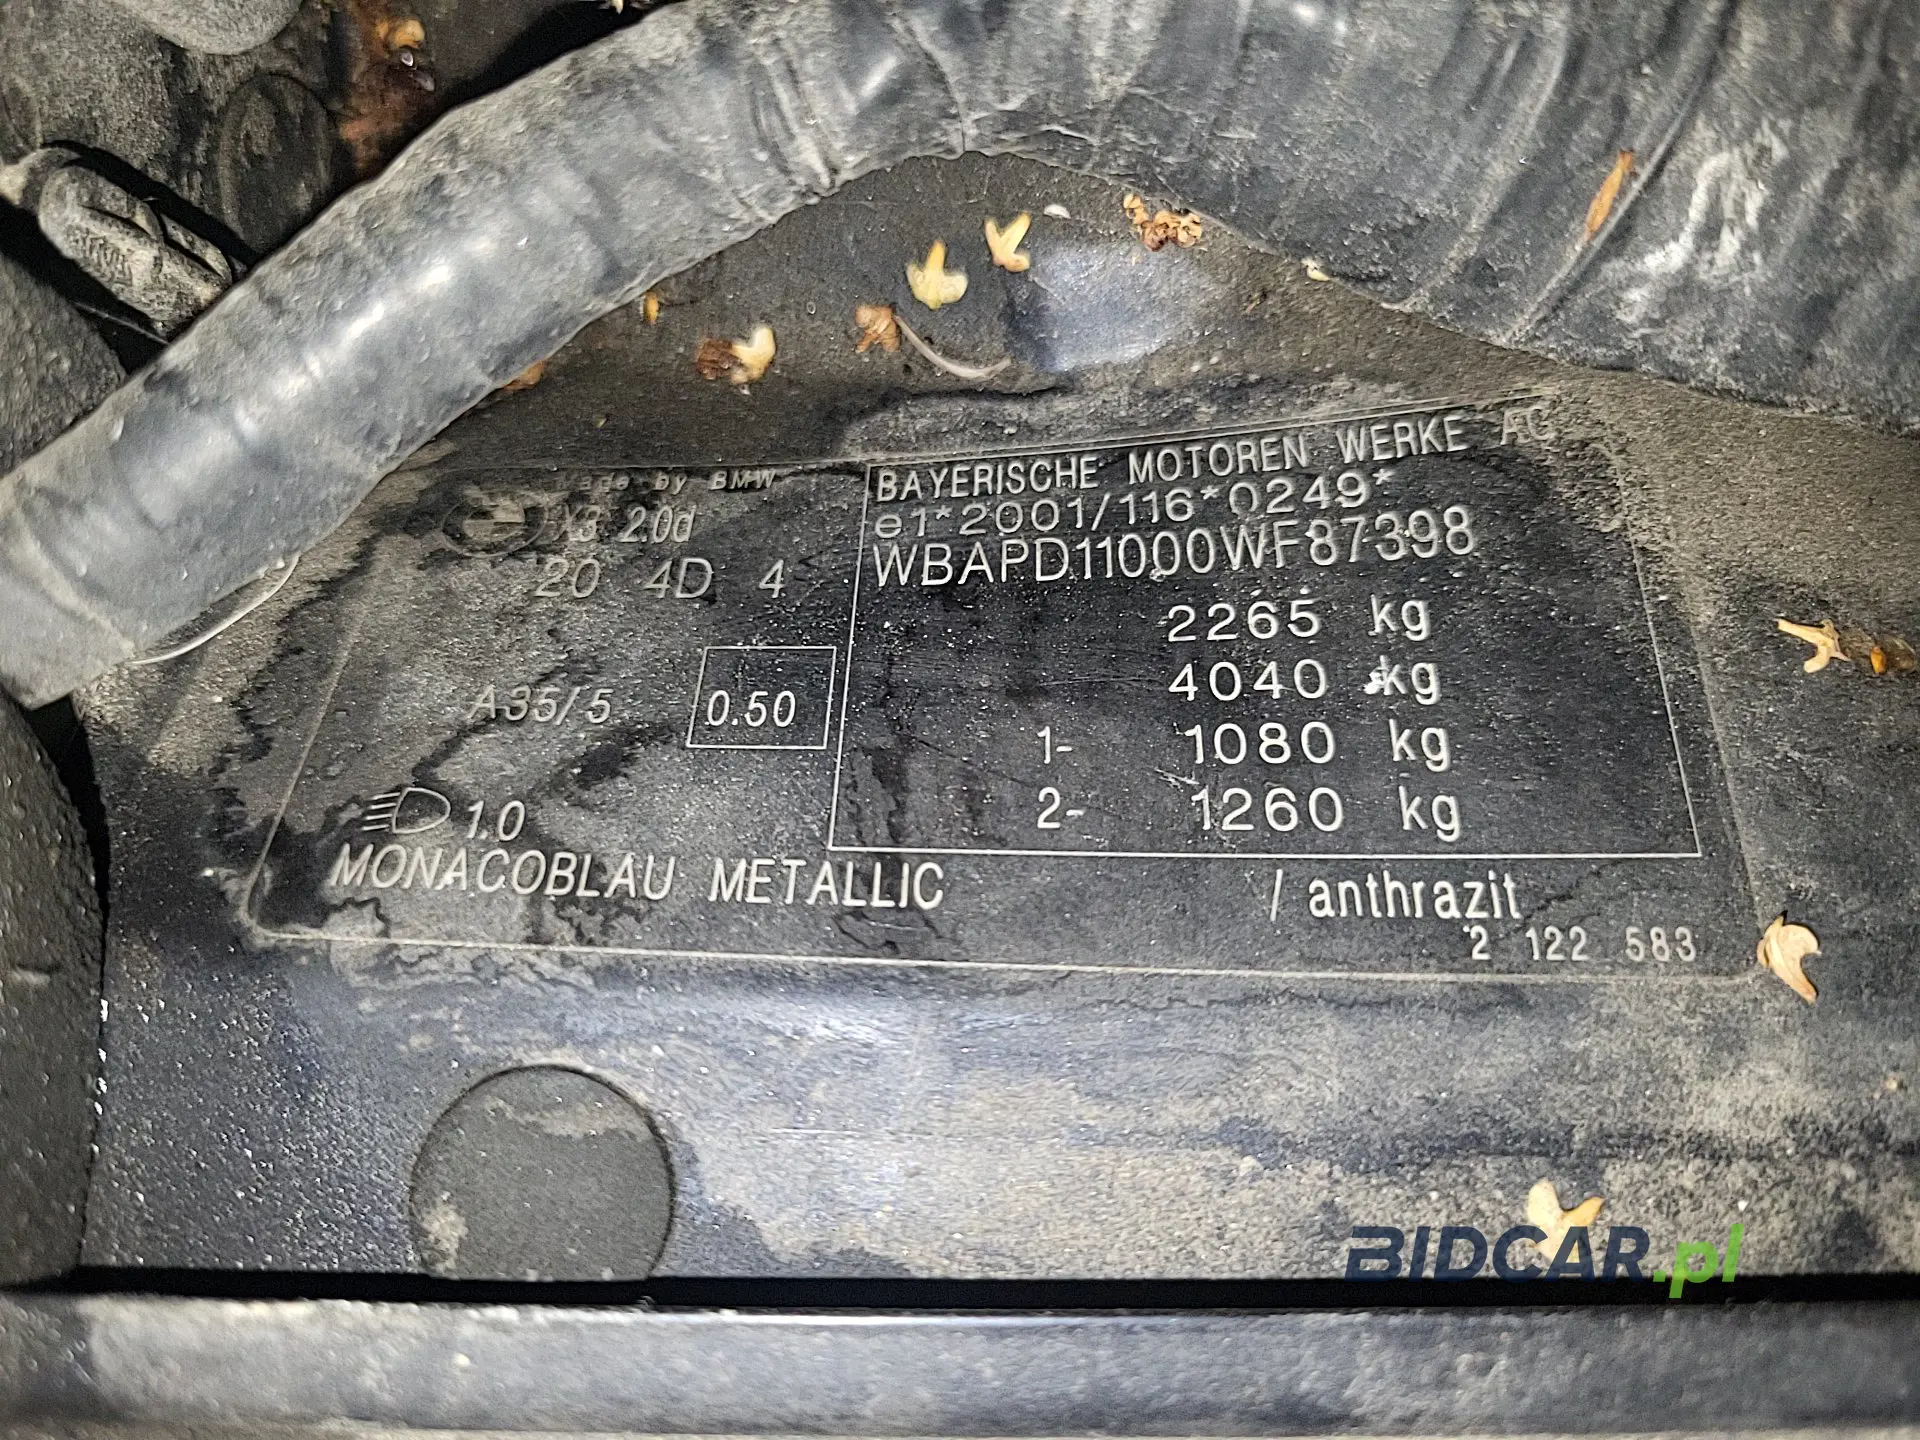 Made by BMW
X3 2.0d
20 4D 4
A35/5 0.50
1.0
MONACOBLAU METALLIC / anthrazit
2 122 583
BAYERISCHE MOTOREN WERKE AG
e1*2001/116*0249*
WBAPD11000WF87398
2265 kg
4040 kg
1- 1080 kg
2- 1260 kg
BIDCAR.pl